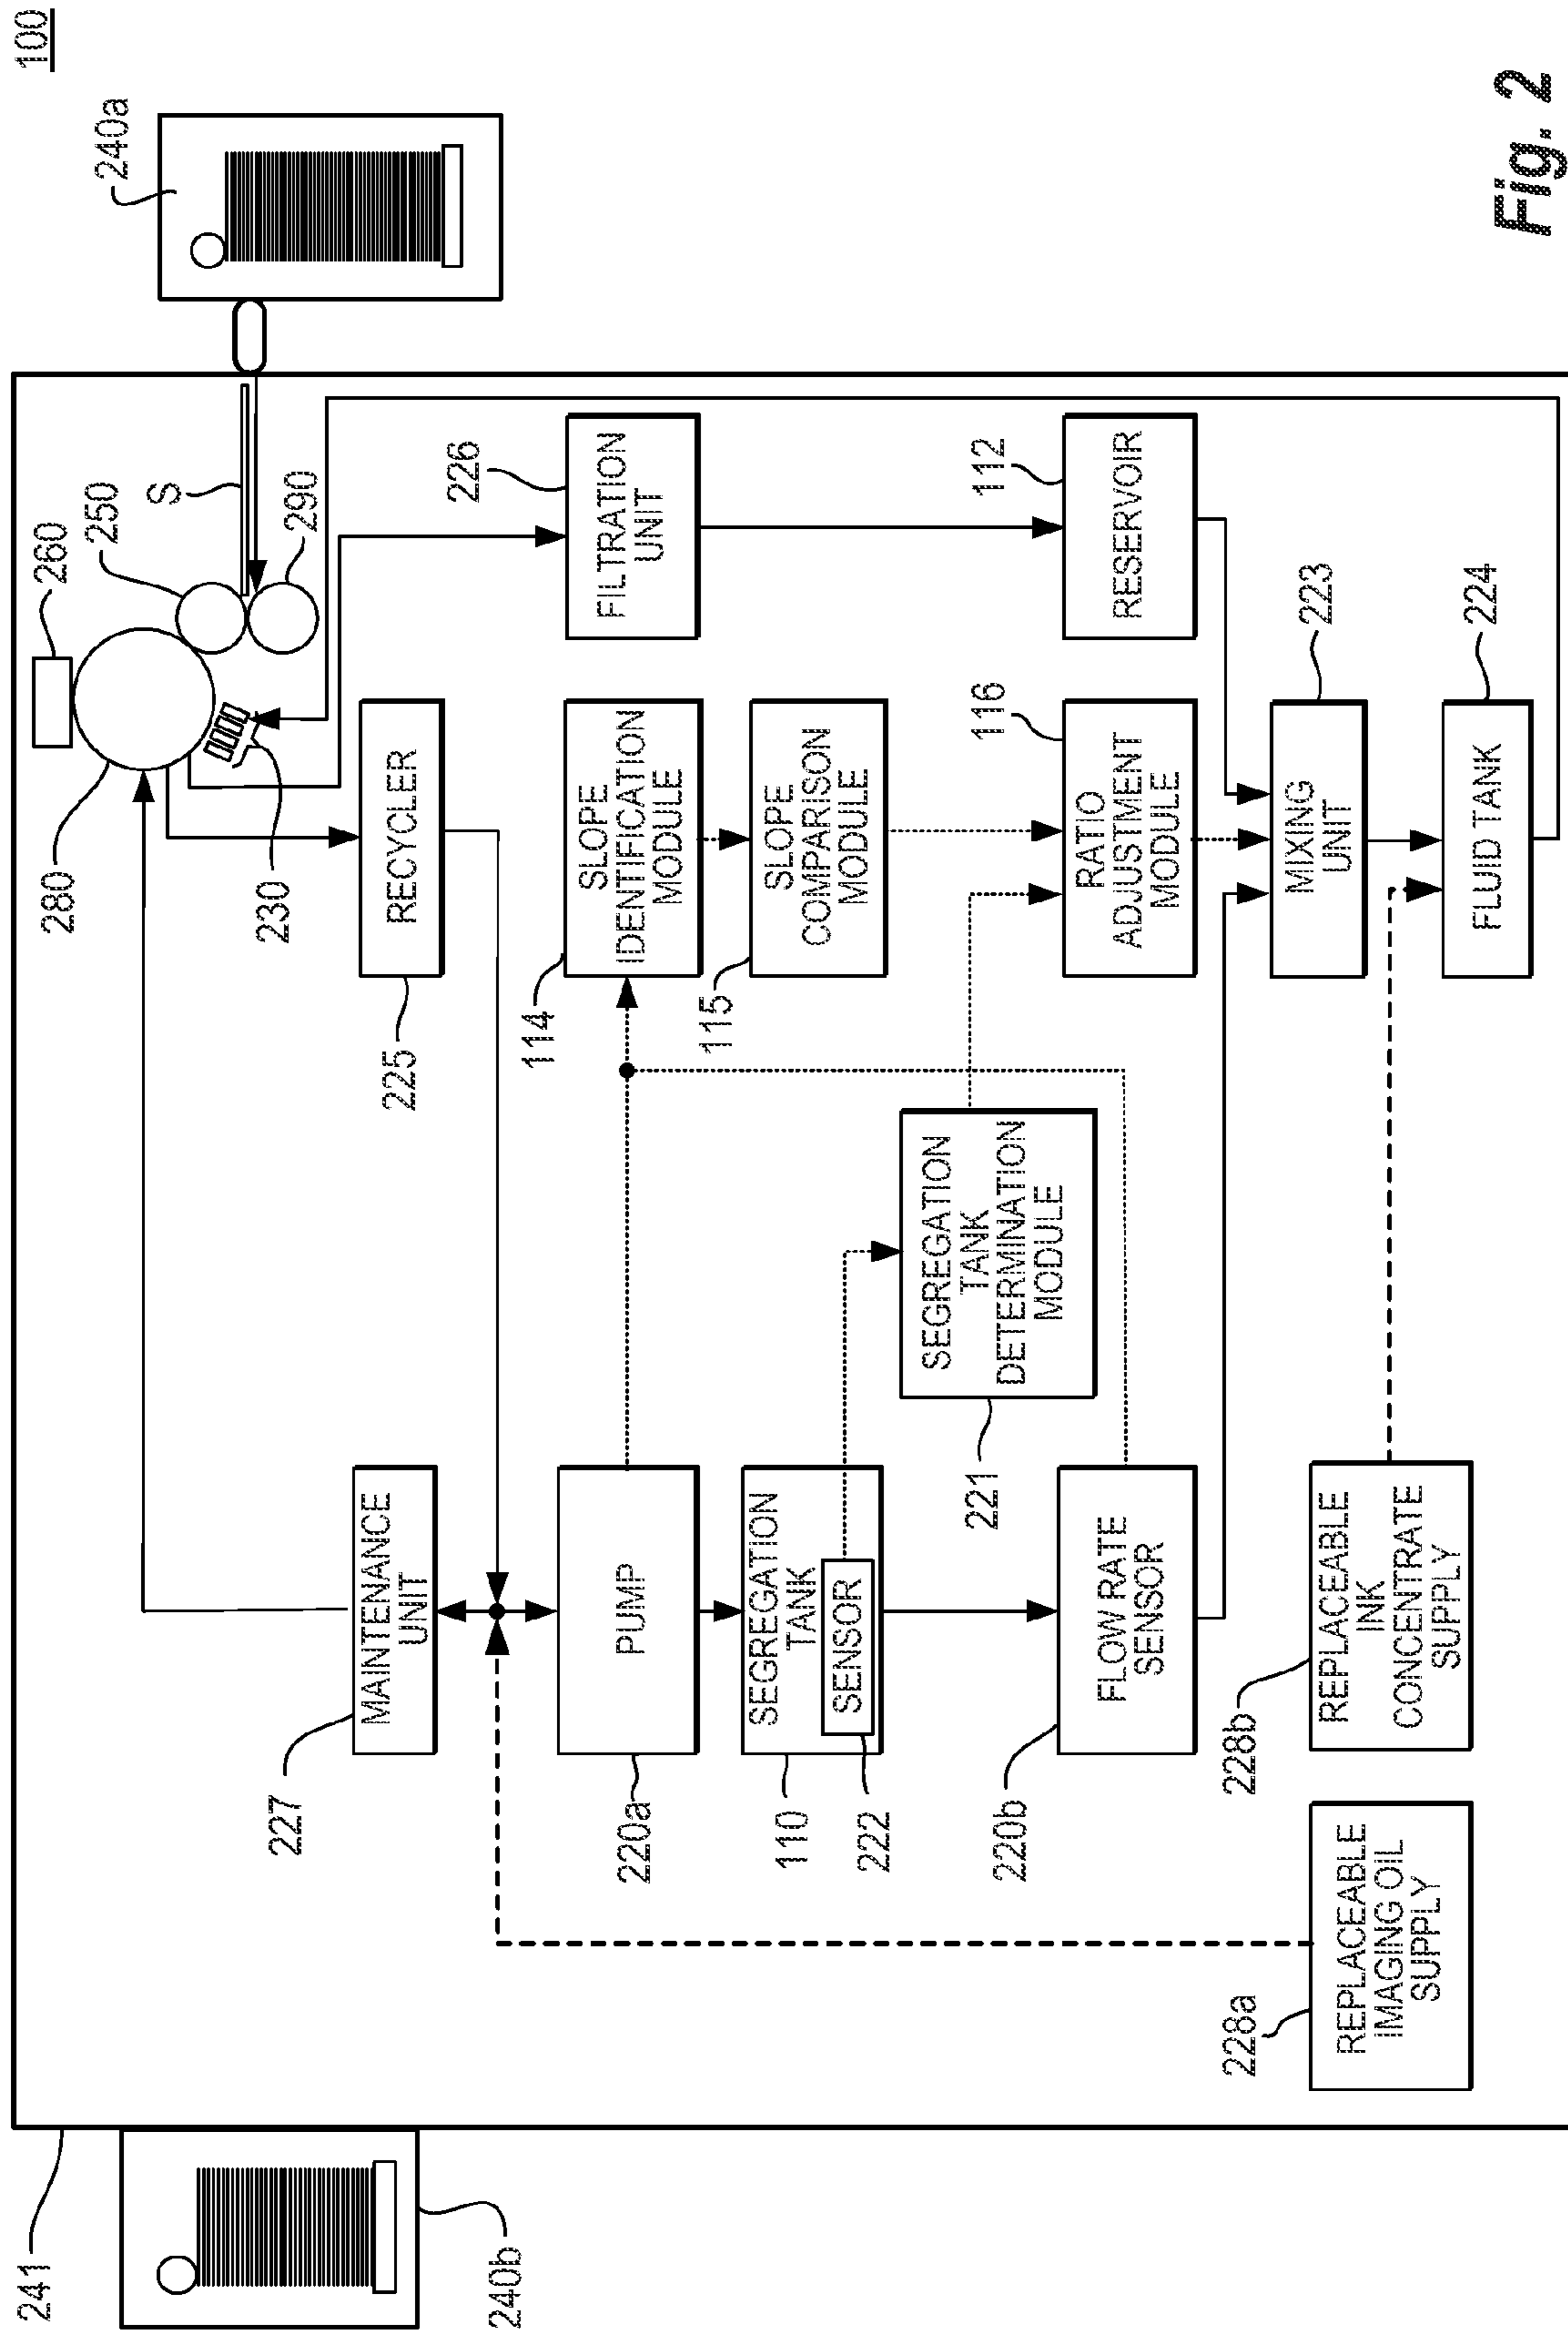 100
241
240b
240a
260
250
S
290
280
230
227
MAINTENANCE
UNIT
225
RECYCLER
226
FILTRATION
UNIT
220a
PUMP
114
SLOPE
IDENTIFICATION
MODULE
110
SEGREGATION
TANK
SENSOR
222
115
SLOPE
COMPARISON
MODULE
221
SEGREGATION
TANK
DETERMINATION
MODULE
220b
FLOW RATE
SENSOR
116
RATIO
ADJUSTMENT
MODULE
112
RESERVOIR
228a
REPLACEABLE
IMAGING OIL
SUPPLY
228b
REPLACEABLE
INK
CONCENTRATE
SUPPLY
223
MIXING
UNIT
224
FLUID TANK
Fig. 2